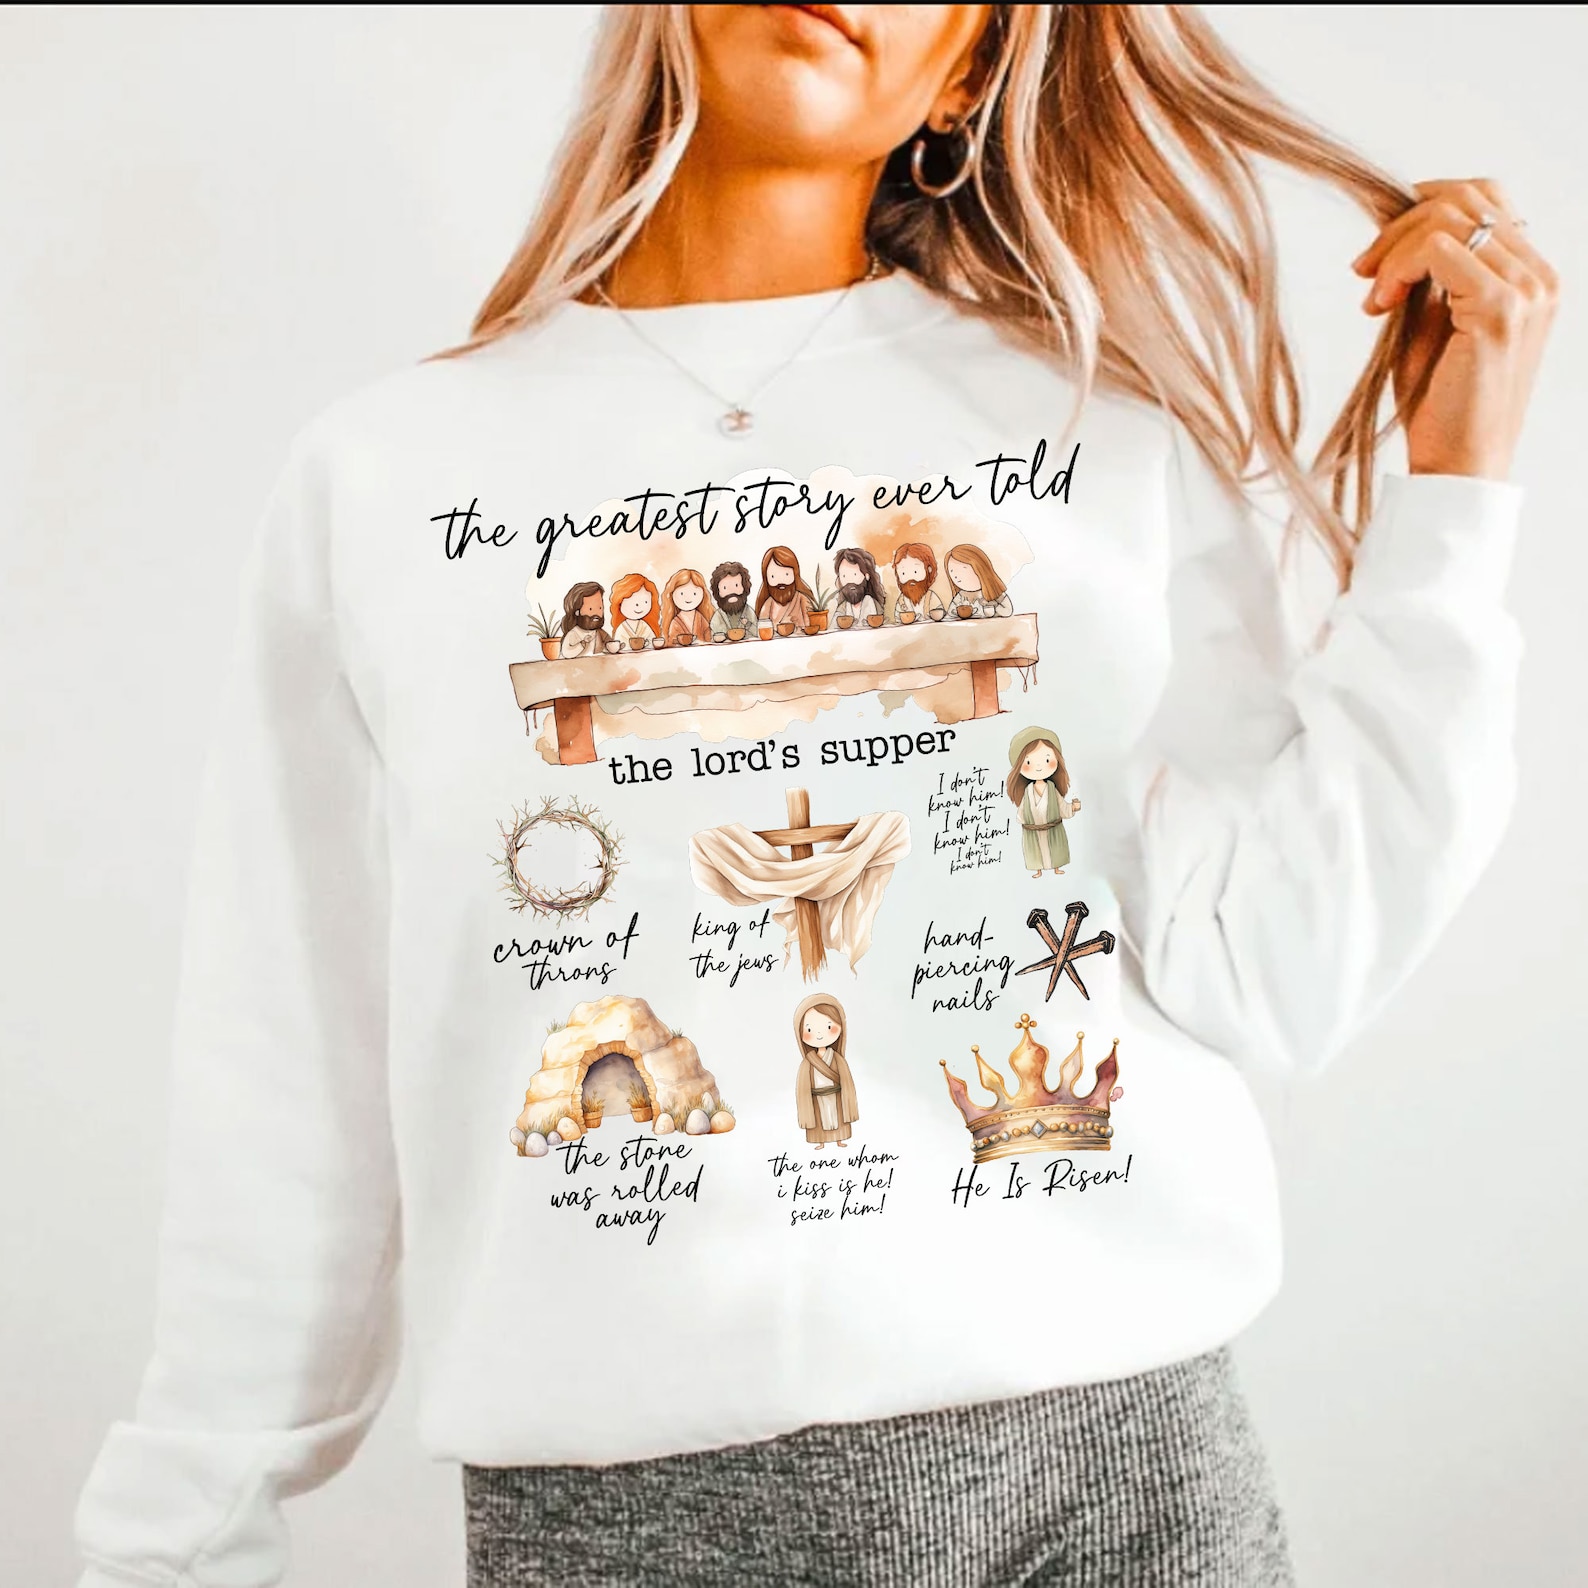 the greatest story ever told
the lord's supper
I don't
know him!
I don't
know him!
I don't
know him!
crown of
throns
king of
the jews
hand-
piercing
nails
the stone
was rolled
away
the one whom
i kiss is he!
seize him!
He Is Risen!